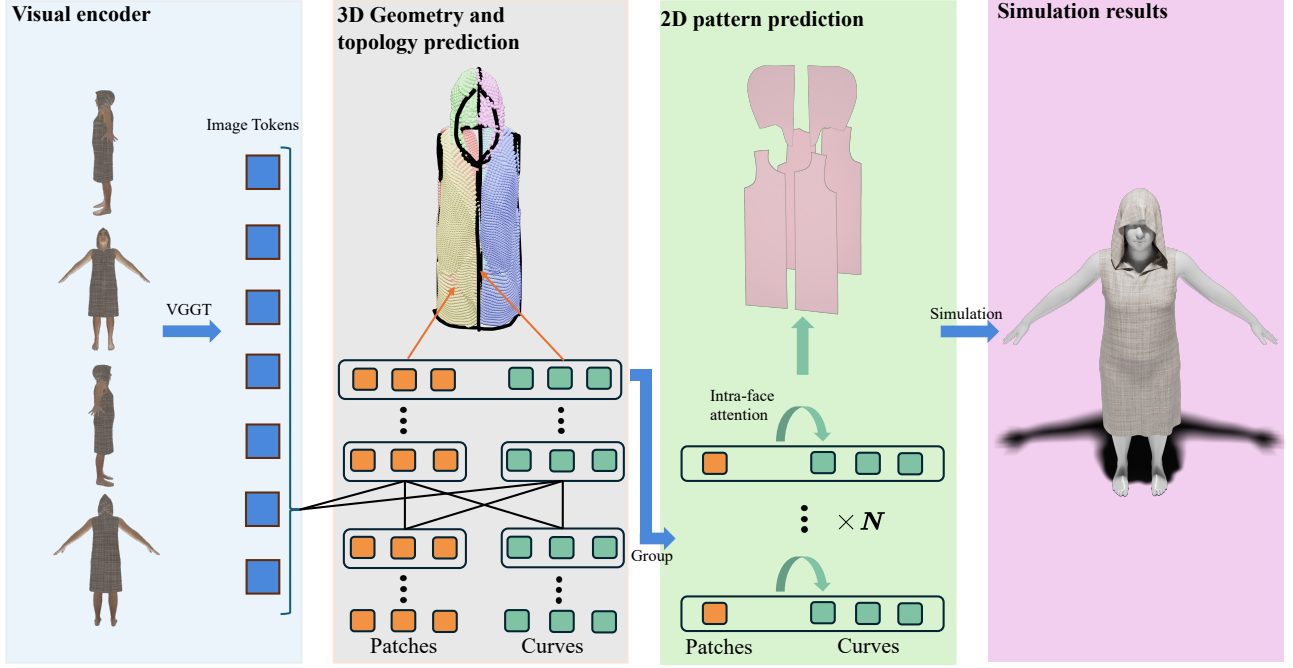 Visual encoder
Image Tokens
VGGT
3D Geometry and
topology prediction
Patches
Curves
Group
2D pattern prediction
Intra-face
attention
× N
Patches
Curves
Simulation
Simulation results